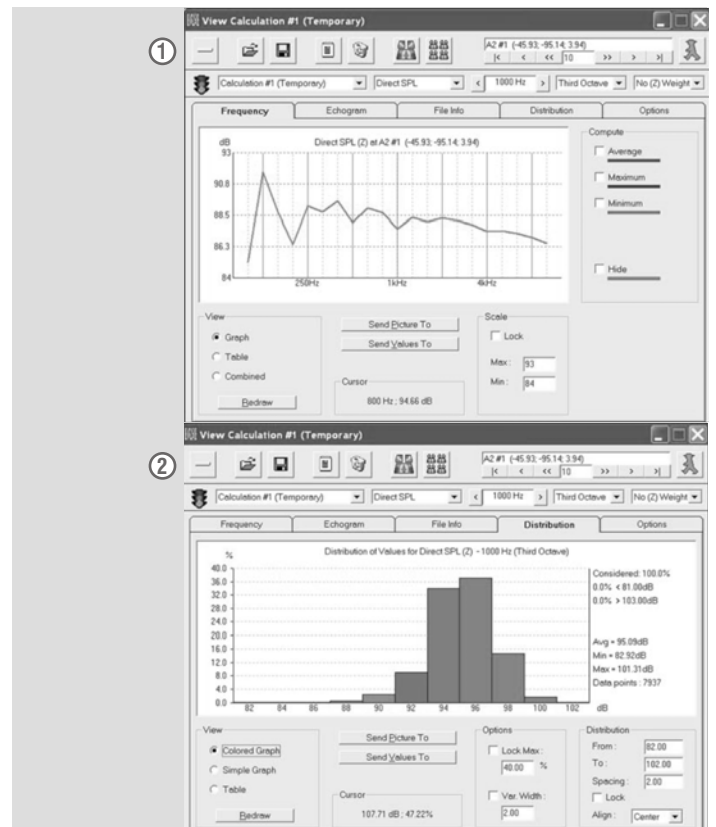 ①
View Calculation #1 (Temporary)
A2 #1 (-45.93; -95.14; 3.94)
|< < << 10 >> > >|
Calculation #1 (Temporary) Direct SPL < 1000 Hz > Third Octave No (Z) Weight
Frequency Echogram File Info Distribution Options
dB Direct SPL (Z) at A2 #1 (-45.93; -95.14; 3.94)
93
90.8
88.5
86.3
84
250Hz 1kHz 4kHz
Compute
Average
Maximum
Minimum
Hide
View
Graph
Table
Combined
Redraw
Send Picture To
Send Values To
Cursor
800 Hz ; 94.66 dB
Scale
Lock
Max : 93
Min : 84
②
View Calculation #1 (Temporary)
A2 #1 (-45.93; -95.14; 3.94)
|< < << 10 >> > >|
Calculation #1 (Temporary) Direct SPL < 1000 Hz > Third Octave No (Z) Weight
Frequency Echogram File Info Distribution Options
% Distribution of Values for Direct SPL (Z) - 1000 Hz (Third Octave)
40.0
36.0
32.0
28.0
24.0
20.0
16.0
12.0
8.0
4.0
0.0
82 84 86 88 90 92 94 96 98 100 102 dB
Considered: 100.0%
0.0% < 81.00dB
0.0% > 103.00dB
Avg = 95.09dB
Min = 82.92dB
Max = 101.31dB
Data points : 7937
View
Colored Graph
Simple Graph
Table
Redraw
Send Picture To
Send Values To
Cursor
107.71 dB ; 47.22%
Options
Lock Max :
40.00 %
Var. Width :
2.00
Distribution
From : 82.00
To : 102.00
Spacing : 2.00
Lock
Align : Center